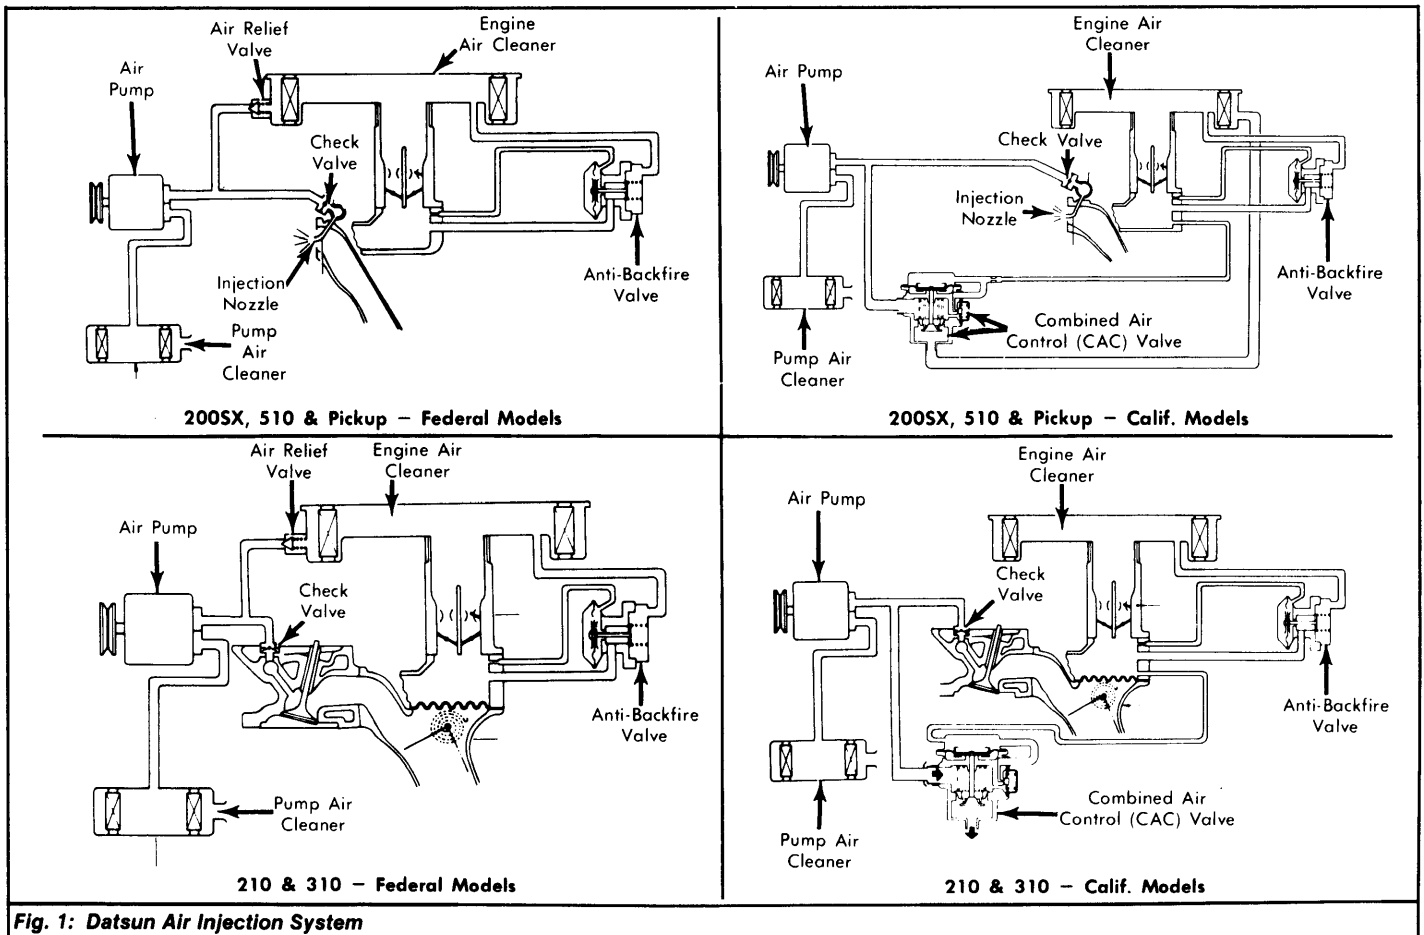 Air Relief
Valve
Engine
Air Cleaner
Air
Pump
Check
Valve
Injection
Nozzle
Anti-Backfire
Valve
Pump
Air
Cleaner
200SX, 510 & Pickup – Federal Models
Engine Air
Cleaner
Air Pump
Check Valve
Injection
Nozzle
Anti-Backfire
Valve
Combined Air
Control (CAC) Valve
Pump Air
Cleaner
200SX, 510 & Pickup – Calif. Models
Air Relief
Valve
Engine Air
Cleaner
Air Pump
Check
Valve
Anti-Backfire
Valve
Pump Air
Cleaner
210 & 310 – Federal Models
Engine Air
Cleaner
Air Pump
Check
Valve
Anti-Backfire
Valve
Combined Air
Control (CAC) Valve
Pump Air
Cleaner
210 & 310 – Calif. Models
Fig. 1: Datsun Air Injection System